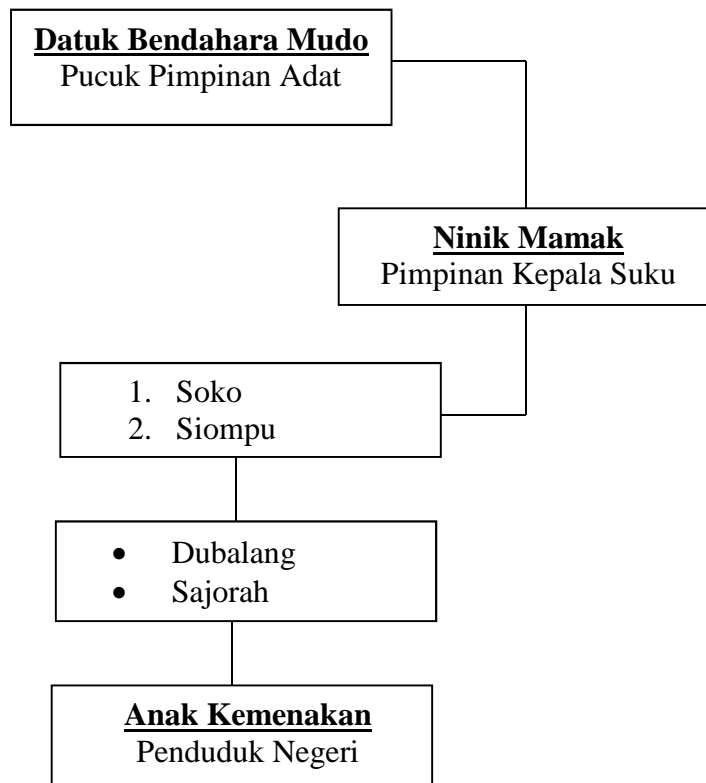 Datuk Bendahara Mudo
Pucuk Pimpinan Adat
Ninik Mamak
Pimpinan Kepala Suku
1. Soko
2. Siompu
• Dubalang
• Sajorah
Anak Kemenakan
Penduduk Negeri